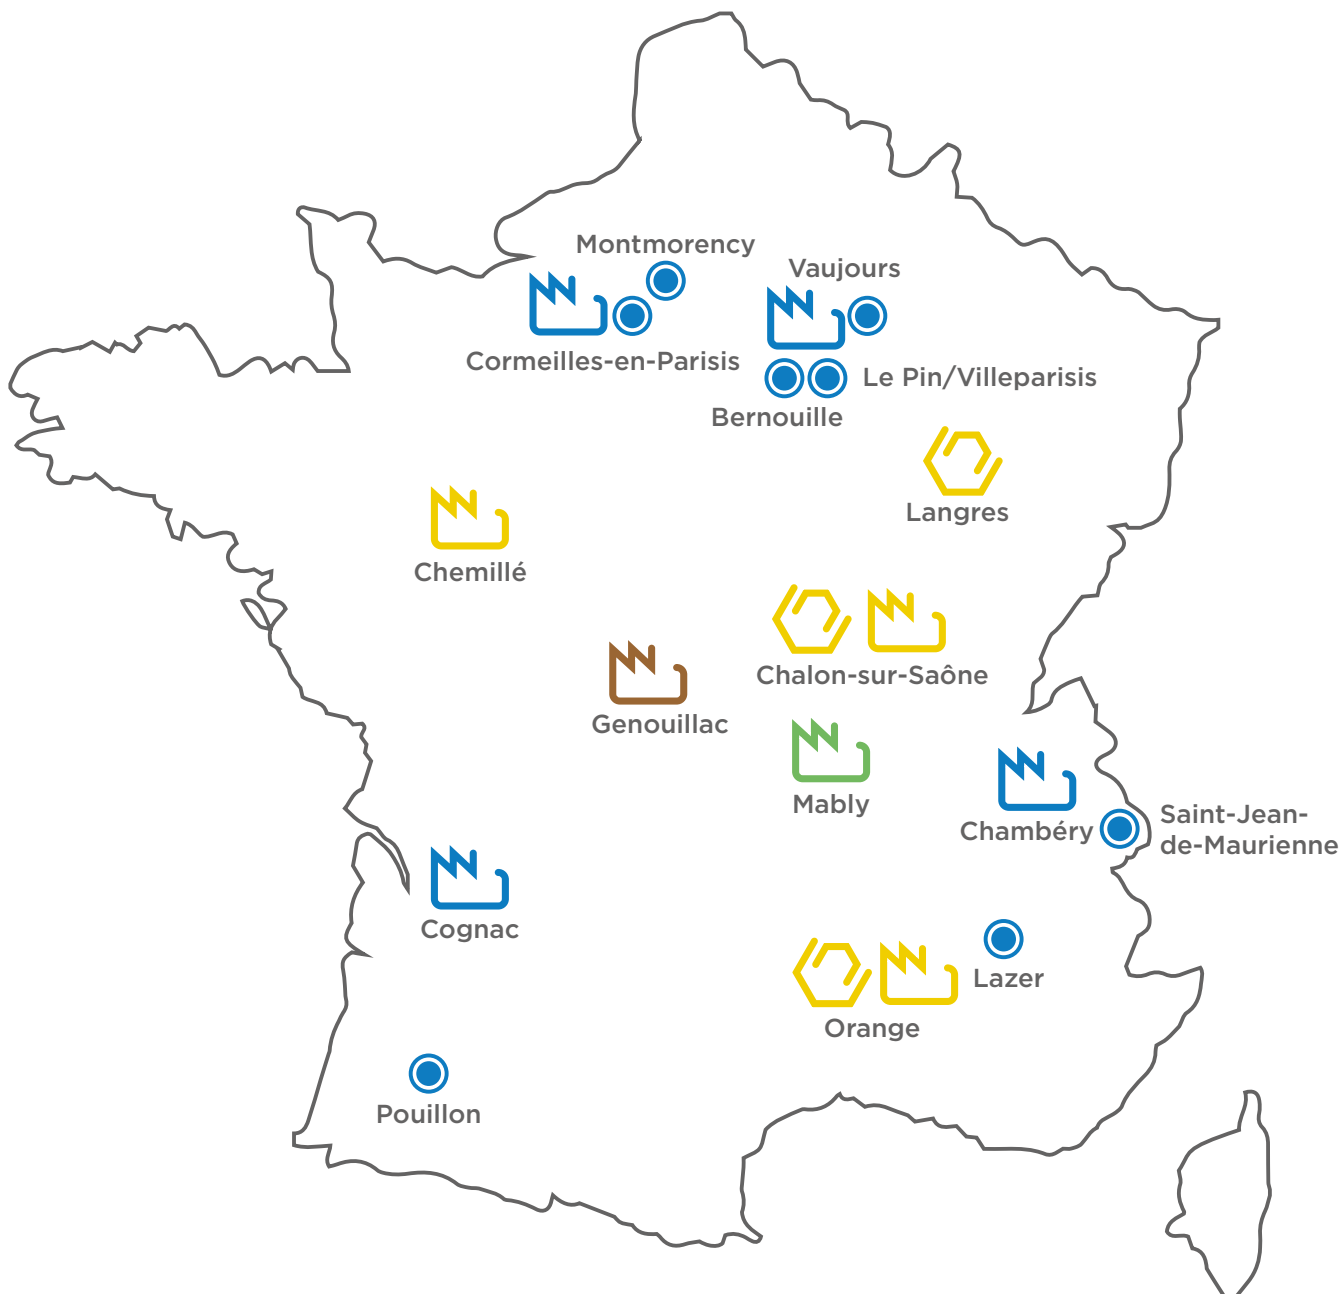 Montmorency
Vaujours
Cormeilles-en-Parisis
Le Pin/Villeparisis
Bernouille
Langres
Chemillé
Chalon-sur-Saône
Genouillac
Mably
Chambéry
Saint-Jean-
de-Maurienne
Cognac
Lazer
Orange
Pouillon